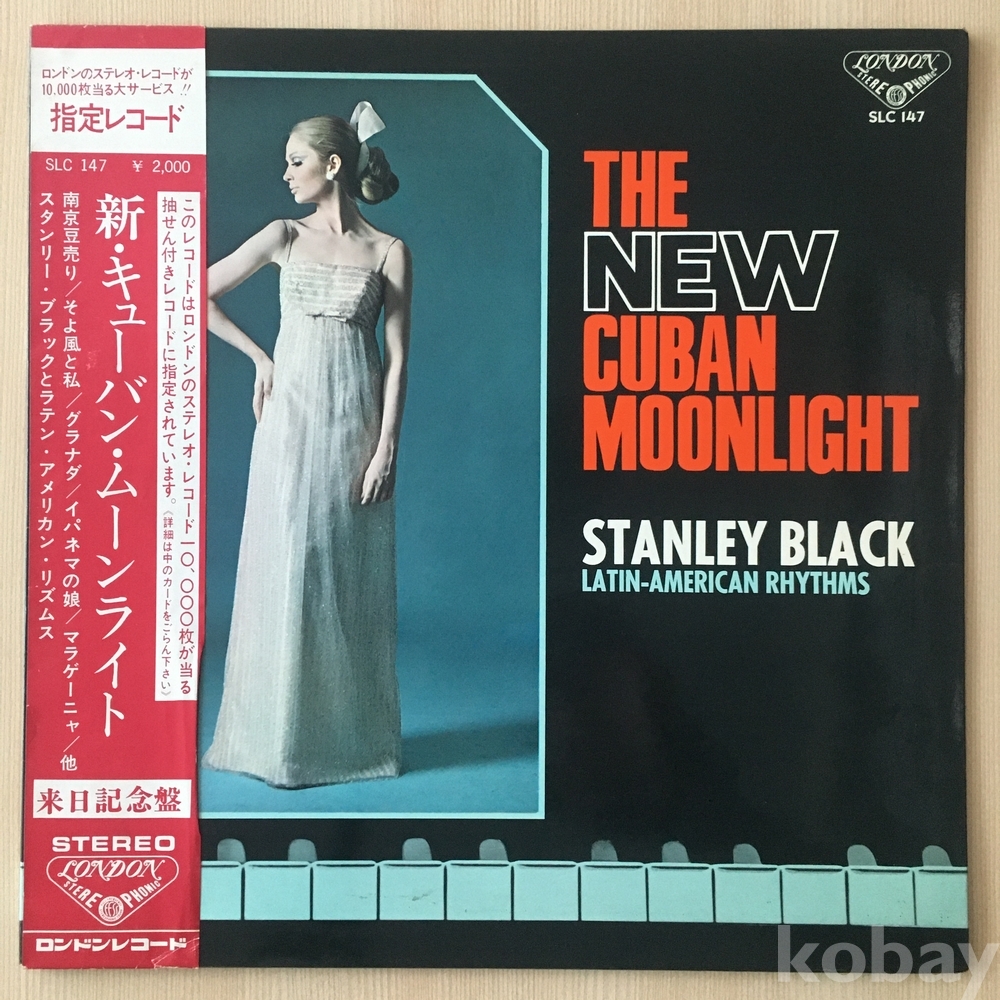 ロンドンのステレオ・レコードが
10,000枚当る大サービス!!
指定レコード
SLC 147 ¥ 2,000
このレコードはロンドンのステレオ・レコード一〇、〇〇〇枚が当る
抽せん付きレコードに指定されています。(詳細は中のカードをごらん下さい)
新・キューバン・ムーンライト
南京豆売り/そよ風と私/グラナダ/イパネマの娘/マラゲーニャ/他
スタンリー・ブラックとラテン・アメリカン・リズムス
来日記念盤
STEREO
LONDON
STEREOPHONIC
ロンドンレコード
LONDON
STEREOPHONIC
SLC 147
THE
NEW
CUBAN
MOONLIGHT
STANLEY BLACK
LATIN-AMERICAN RHYTHMS
kobay